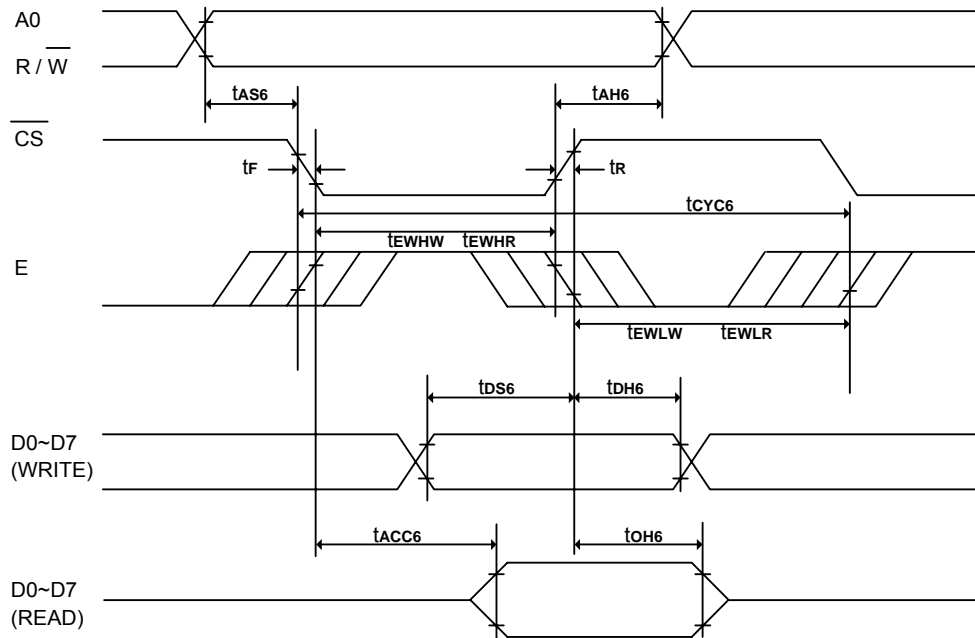 A0
R / W
tAS6 tAH6
CS
tF tR
tCYC6
tEWHW tEWHR
E
tEWLW tEWLR
tDS6 tDH6
D0~D7
(WRITE)
tACC6 tOH6
D0~D7
(READ)